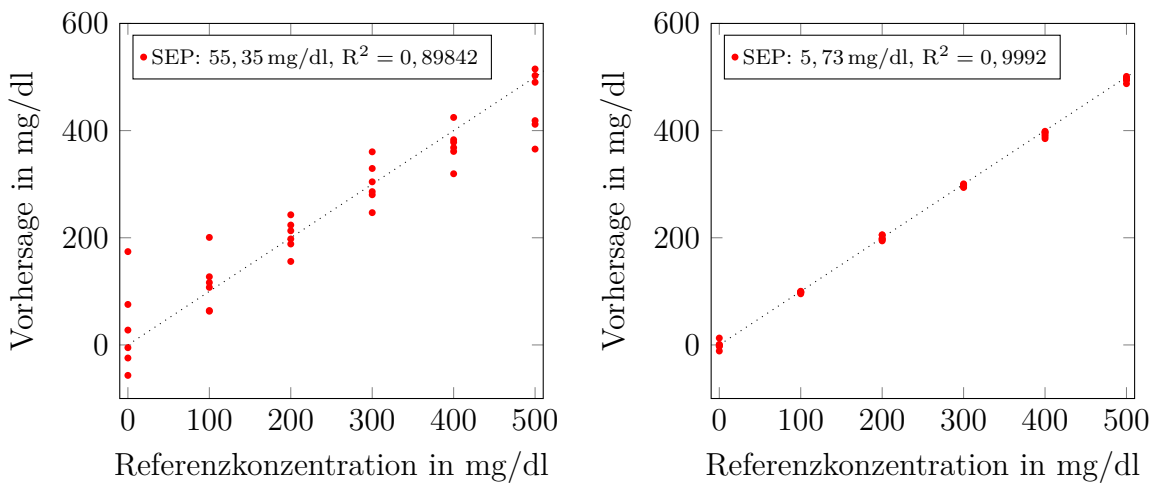 600
400
200
0
Vorhersage in mg/dl
SEP: 55, 35 mg/dl, R² = 0, 89842
0 100 200 300 400 500
Referenzkonzentration in mg/dl
600
400
200
0
Vorhersage in mg/dl
SEP: 5, 73 mg/dl, R² = 0, 9992
0 100 200 300 400 500
Referenzkonzentration in mg/dl